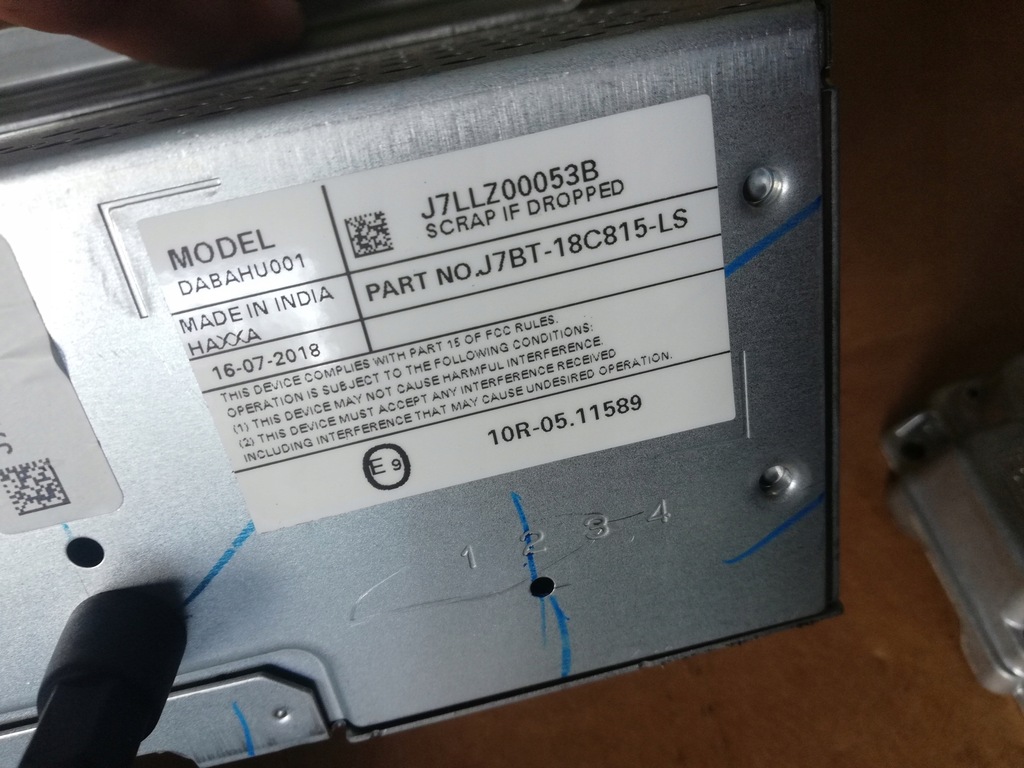 MODEL
DABAHU001
MADE IN INDIA
HAXXA
16-07-2018
J7LLZ00053B
SCRAP IF DROPPED
PART NO.J7BT-18C815-LS
THIS DEVICE COMPLIES WITH PART 15 OF FCC RULES.
OPERATION IS SUBJECT TO THE FOLLOWING CONDITIONS:
(1) THIS DEVICE MAY NOT CAUSE HARMFUL INTERFERENCE.
(2) THIS DEVICE MUST ACCEPT ANY INTERFERENCE RECEIVED
INCLUDING INTERFERENCE THAT MAY CAUSE UNDESIRED OPERATION.
E9
10R-05.11589
1 2 3 4